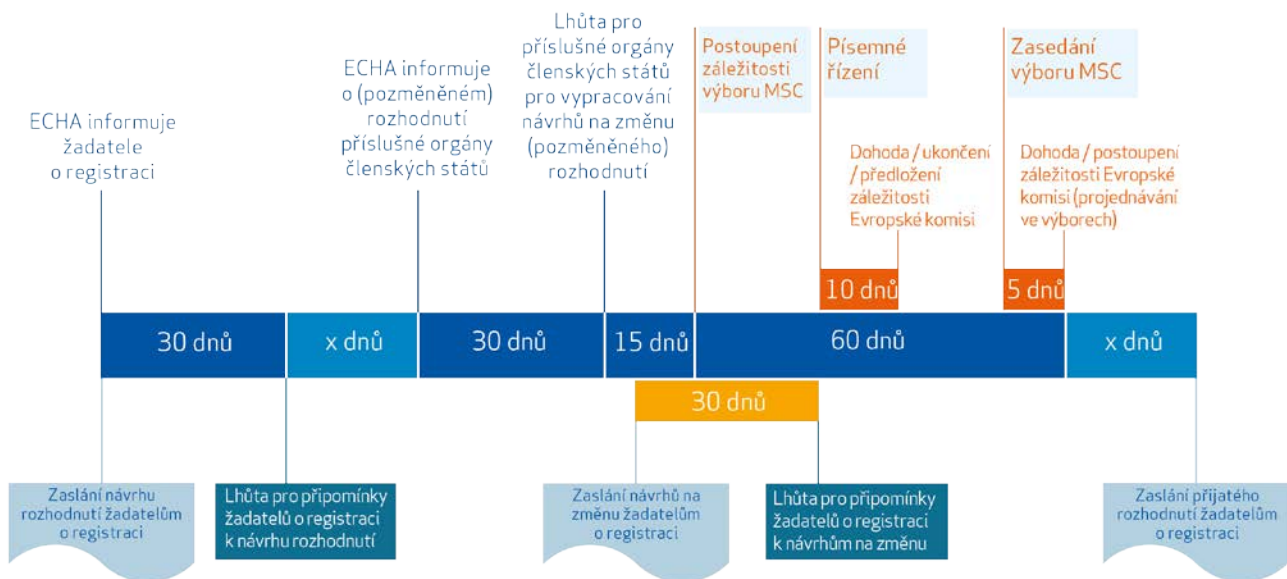 ECHA informuje
žadatele
o registraci
ECHA informuje
o (pozměněném)
rozhodnutí
příslušné orgány
členských států
Lhůta pro
příslušné orgány
členských států
pro vypracování
návrhů na změnu
(pozměněného)
rozhodnutí
Postoupení
záležitosti
výboru MSC
Písemné
řízení
Zasedání
výboru MSC
Dohoda / ukončení
/ předložení
záležitosti
Evropské komisi
Dohoda / postoupení
záležitosti Evropské
komisi (projednávání
ve výborech)
10 dnů
5 dnů
30 dnů
x dnů
30 dnů
15 dnů
60 dnů
x dnů
30 dnů
Zaslání návrhu
rozhodnutí žadatelům
o registraci
Lhůta pro připomínky
žadatelů o registraci
k návrhu rozhodnutí
Zaslání návrhů na
změnu žadatelům
o registraci
Lhůta pro připomínky
žadatelů o registraci
k návrhům na změnu
Zaslání přijatého
rozhodnutí žadatelům
o registraci